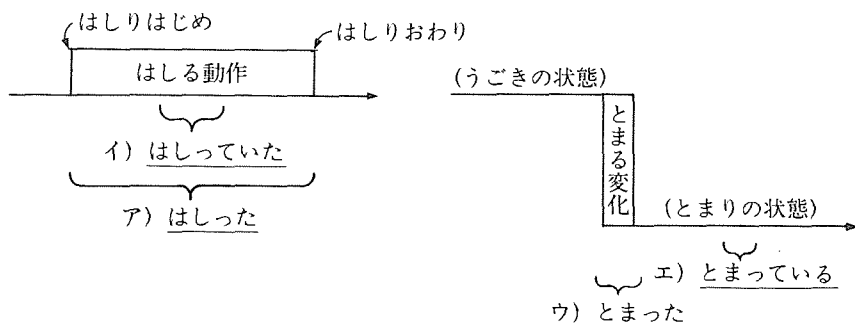 はしりはじめ
はしりおわり
はしる動作
イ) はしっていた
ア) はしった
(うごきの状態)
とまる変化
(とまりの状態)
エ) とまっている
ウ) とまった